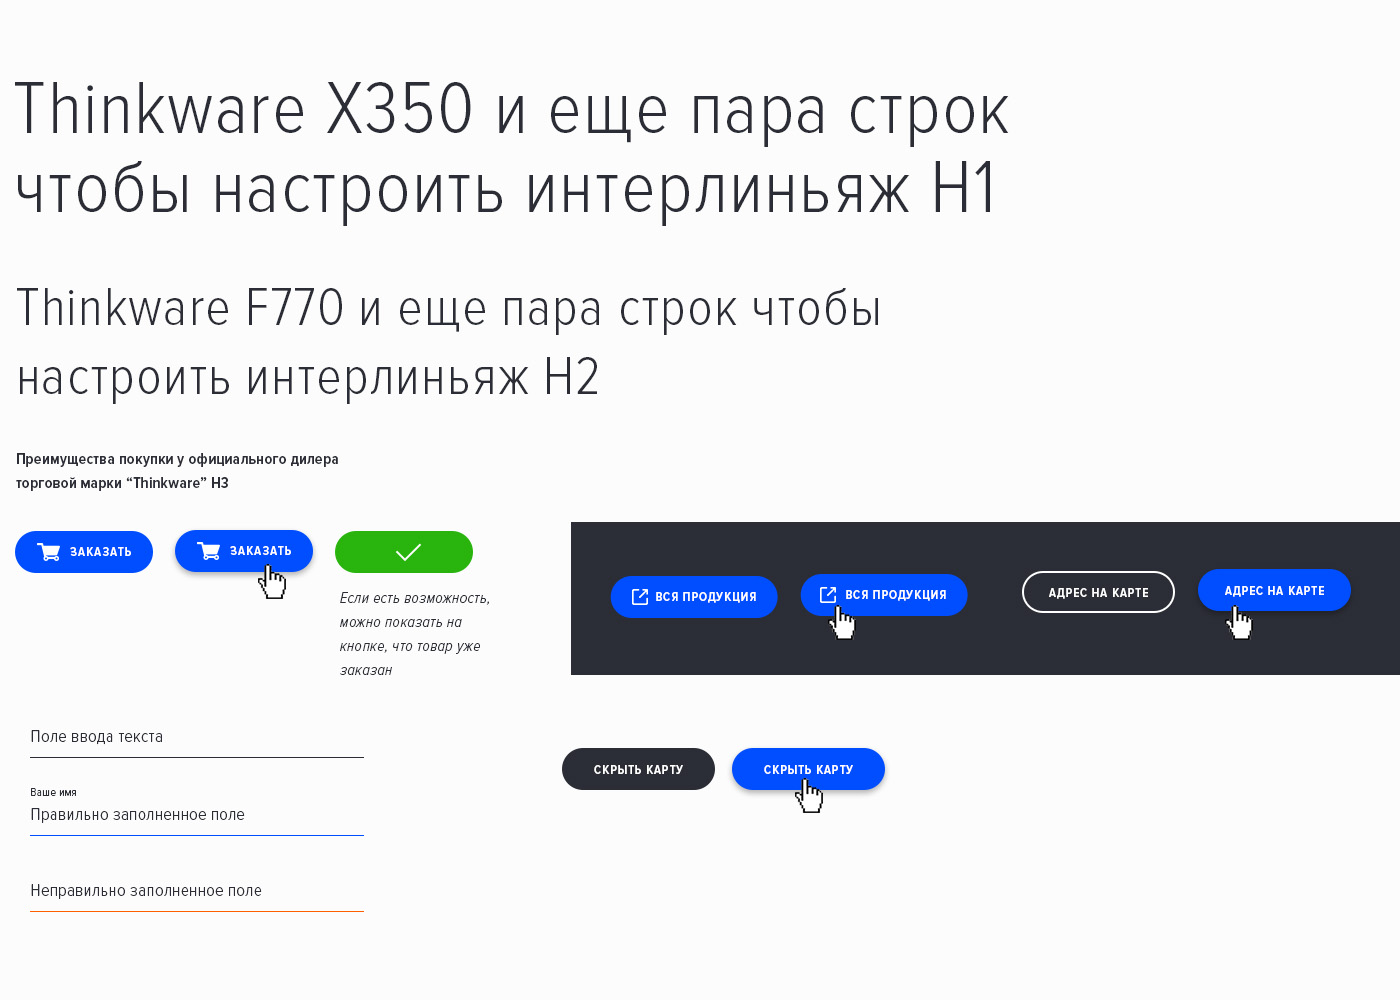 Thinkware X350 и еще пара строк
чтобы настроить интерлиньяж H1
Thinkware F770 и еще пара строк чтобы
настроить интерлиньяж H2
Преимущества покупки у официального дилера
торговой марки “Thinkware” H3
ЗАКАЗАТЬ
ЗАКАЗАТЬ
Если есть возможность,
можно показать на
кнопке, что товар уже
заказан
ВСЯ ПРОДУКЦИЯ
ВСЯ ПРОДУКЦИЯ
АДРЕС НА КАРТЕ
АДРЕС НА КАРТЕ
Поле ввода текста
Ваше имя
Правильно заполненное поле
Неправильно заполненное поле
СКРЫТЬ КАРТУ
СКРЫТЬ КАРТУ